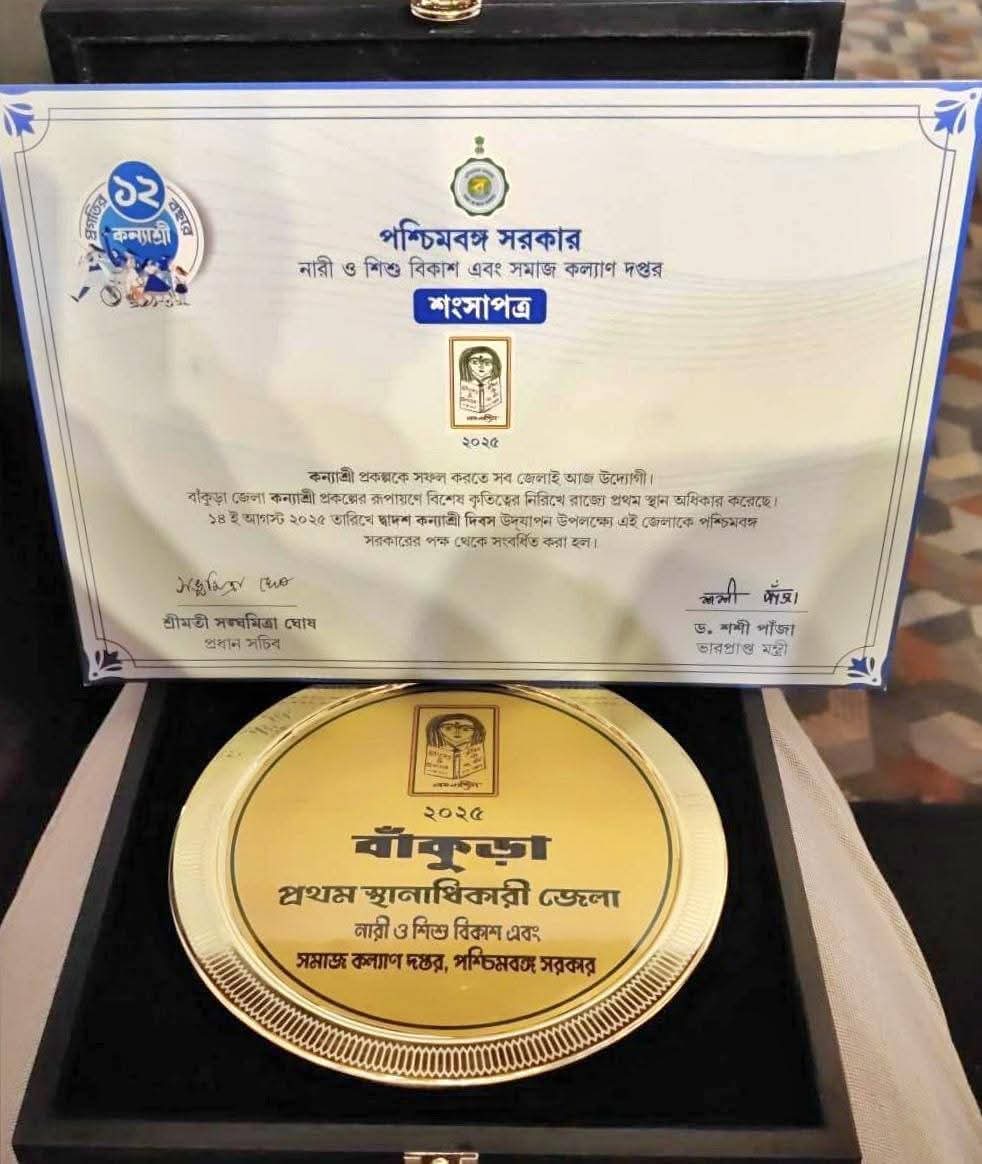 প্রগতির ১২ বছরে
কন্যাশ্রী
পশ্চিমবঙ্গ সরকার
নারী ও শিশু বিকাশ এবং সমাজ কল্যাণ দপ্তর
শংসাপত্র
২০২৫
কন্যাশ্রী প্রকল্পকে সফল করতে সব জেলাই আজ উদ্যোগী।
বাঁকুড়া জেলা কন্যাশ্রী প্রকল্পের রূপায়ণে বিশেষ কৃতিত্বের নিরিখে রাজ্যে প্রথম স্থান অধিকার করেছে।
১৪ ই আগস্ট ২০২৫ তারিখে দ্বাদশ কন্যাশ্রী দিবস উদযাপন উপলক্ষ্যে এই জেলাকে পশ্চিমবঙ্গ
সরকারের পক্ষ থেকে সংবর্ধিত করা হল।
সঙ্ঘমিত্রা ঘোষ
শ্রীমতী সঙ্ঘমিত্রা ঘোষ
প্রধান সচিব
শশী পাঁজা
ড. শশী পাঁজা
ভারপ্রাপ্ত মন্ত্রী
২০২৫
বাঁকুড়া
প্রথম স্থানাধিকারী জেলা
নারী ও শিশু বিকাশ এবং
সমাজ কল্যাণ দপ্তর, পশ্চিমবঙ্গ সরকার